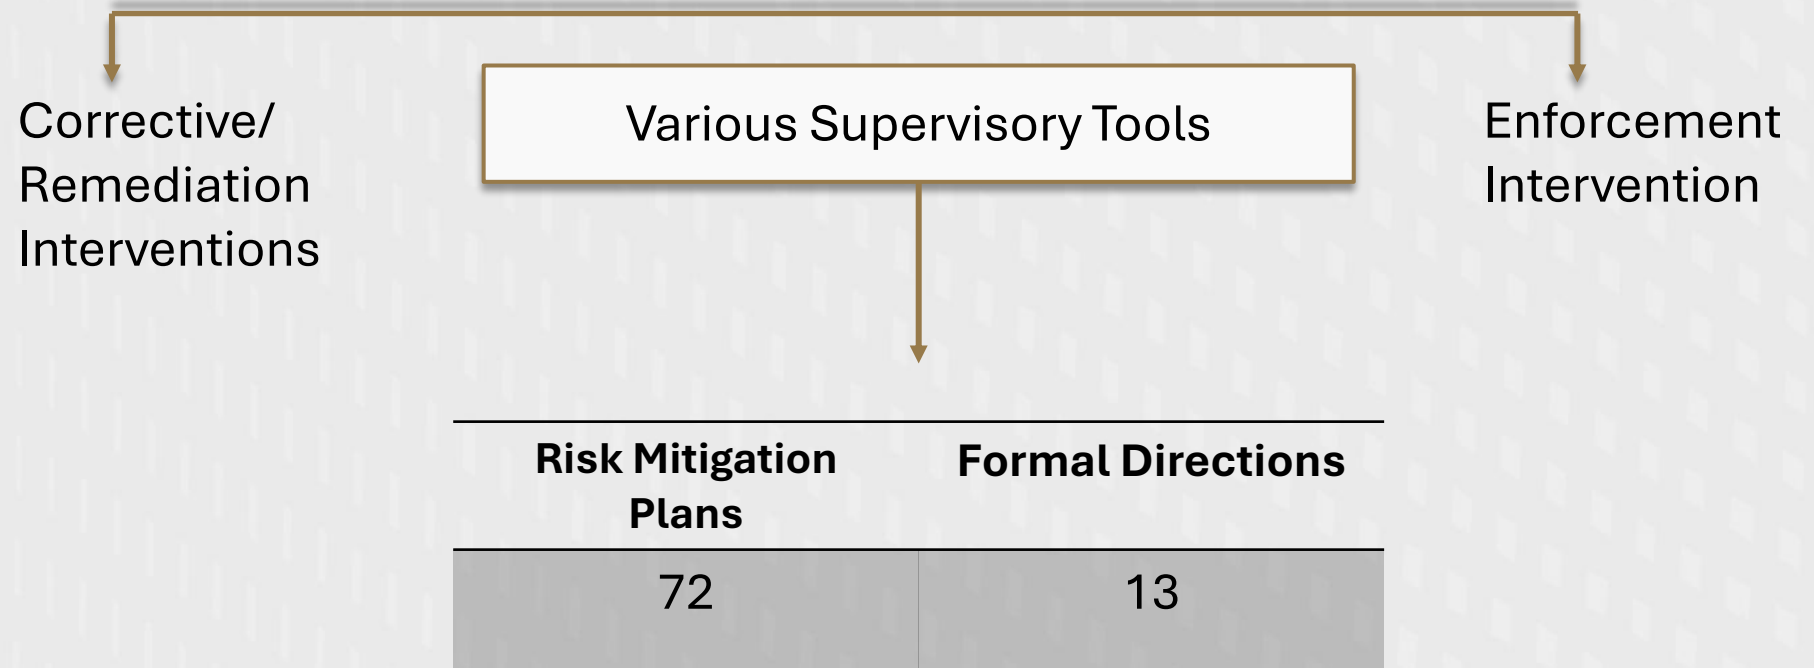 Corrective/
Remediation
Interventions
Various Supervisory Tools
Enforcement
Intervention
Risk Mitigation
Plans
Formal Directions
72
13